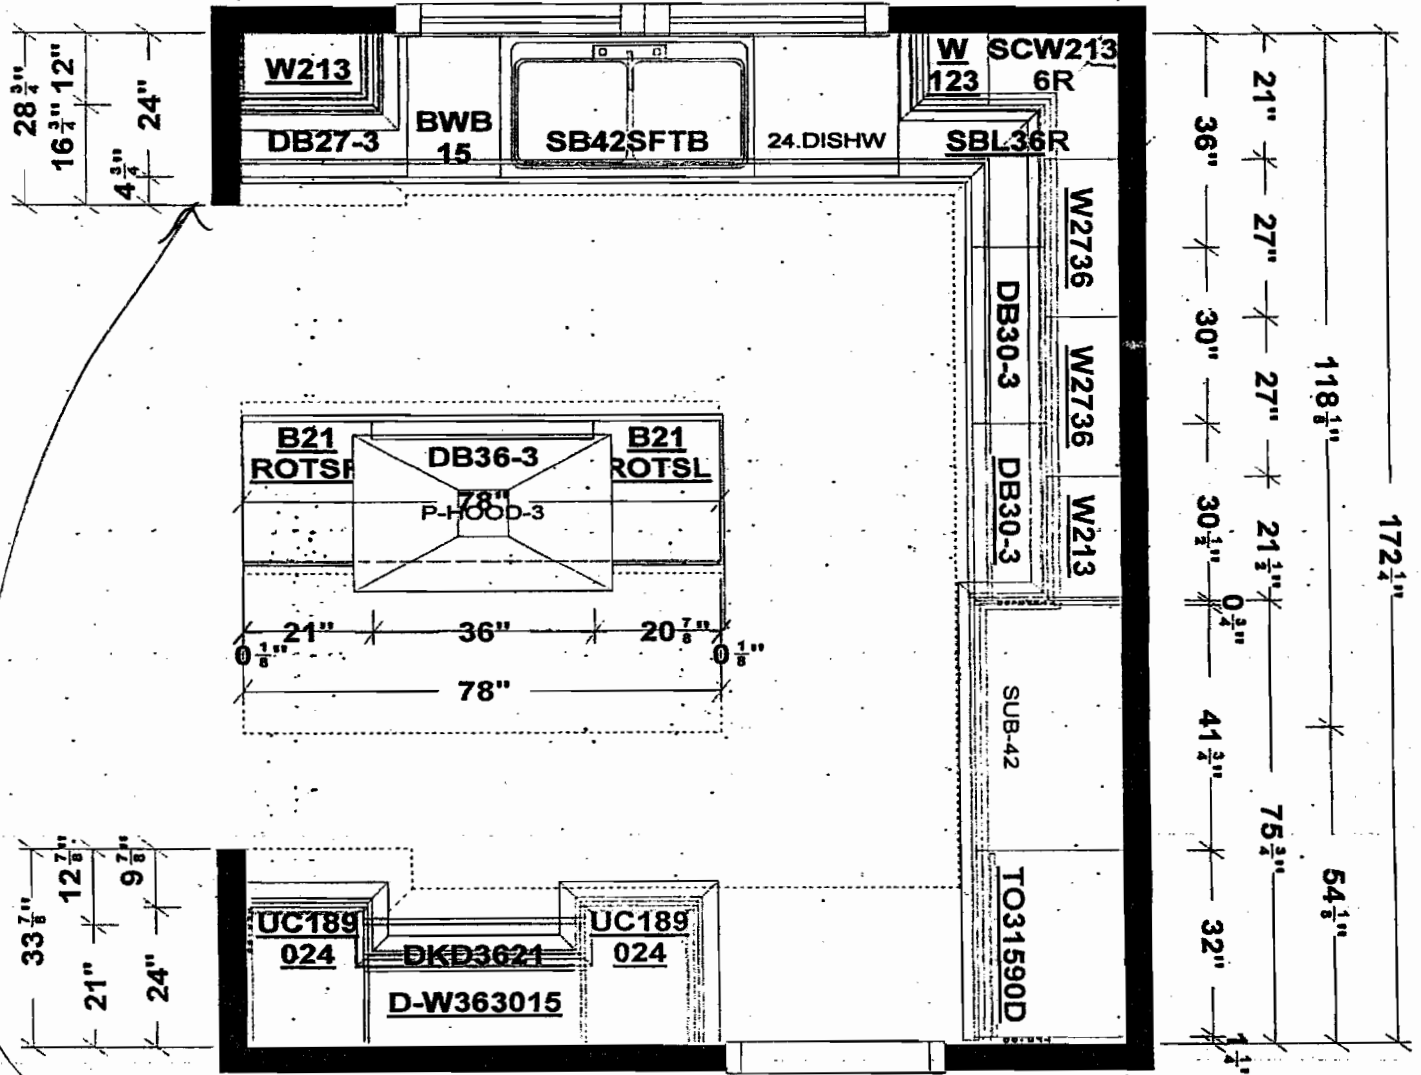 W213
W SCW213
123 6R
DB27-3
BWB
15
SB42SFTB
24.DISHW
SBL36R
28 3/4"
16 3/4" 12"
24"
4 3/4"
36"
21"
27"
W2736
DB30-3
30"
27"
W2736
118 1/8"
B21
ROTSR
DB36-3
B21
ROTSL
78"
P-HOOD-3
DB30-3
W213
30 1/2"
21 1/2"
172 1/4"
0 3/4"
21"
36"
20 7/8"
0 1/8"
0 1/8"
78"
SUB-42
41 3/4"
75 3/4"
33 7/8"
12 7/8"
9 7/8"
21"
24"
UC189
024
DKD3621
D-W363015
UC189
024
TO31590D
32"
54 1/8"
1 1/4"